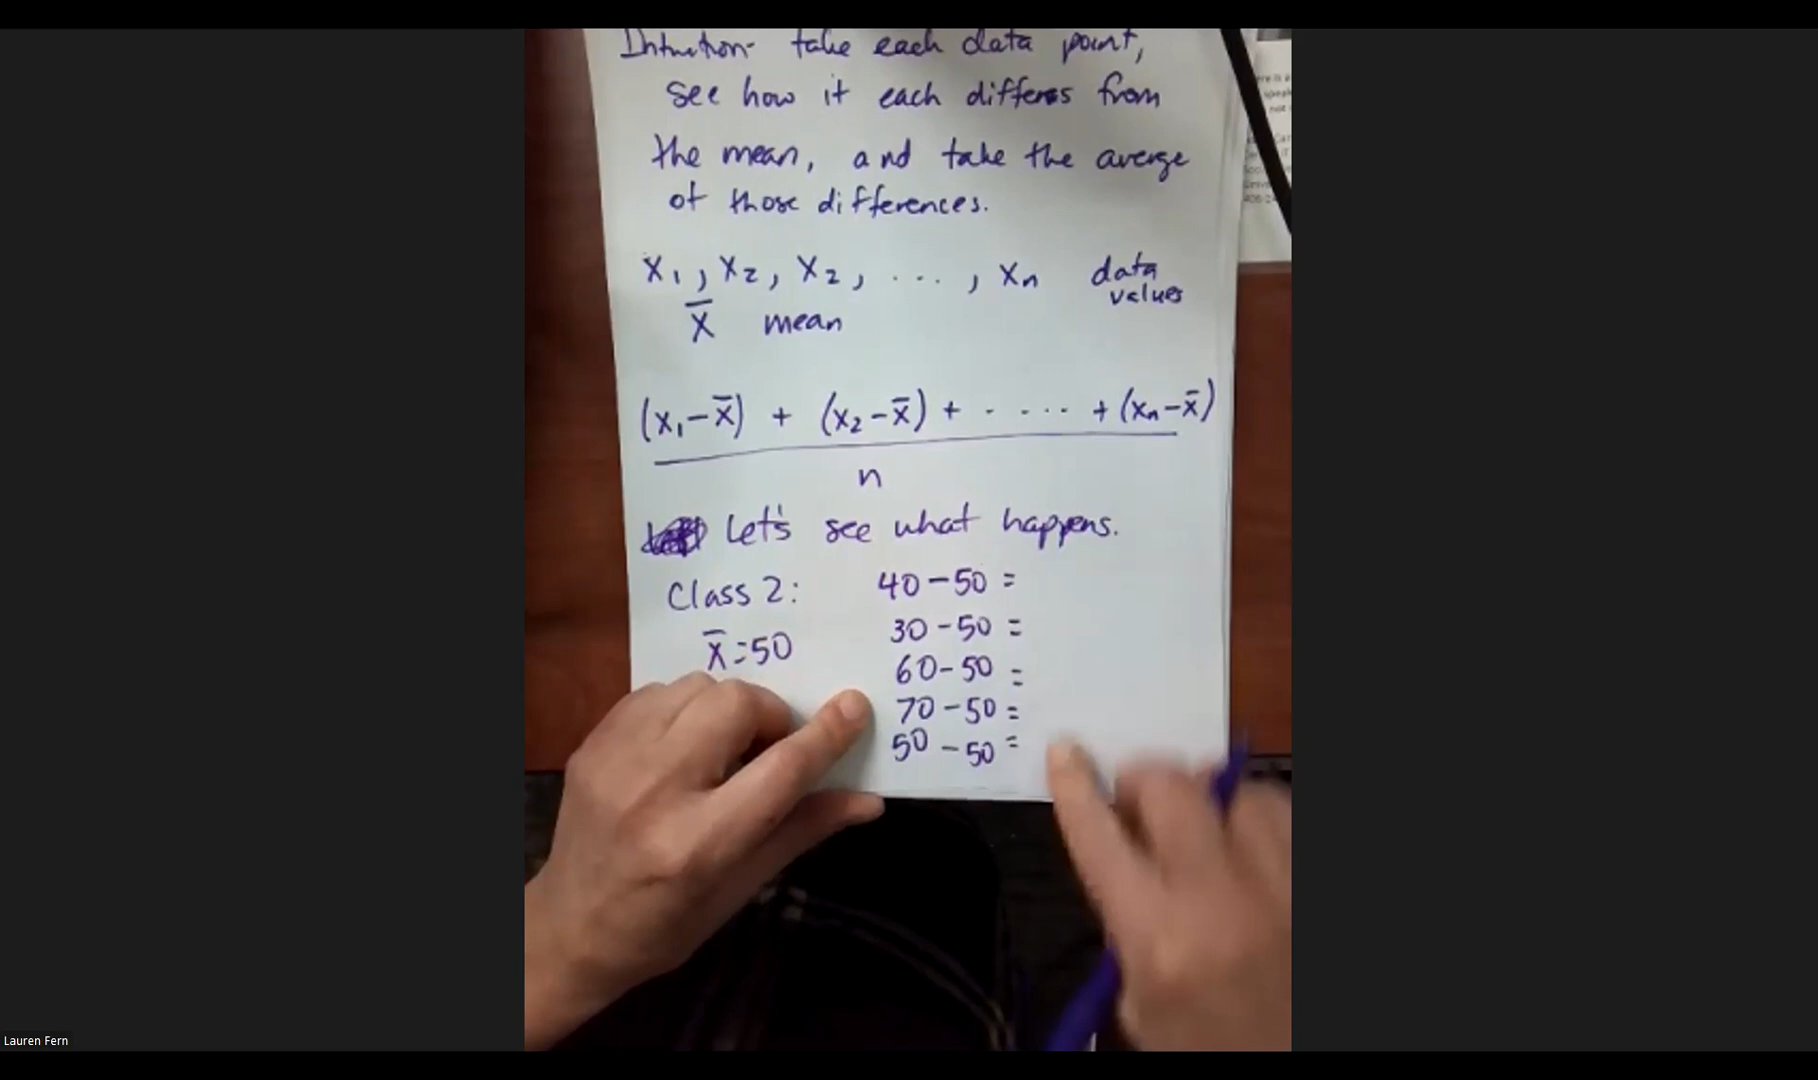 Intuition- take each data point,
see how it each differs from
the mean, and take the averge
of those differences.
x₁, x₂, x₂, ..., xₙ data values
x̄ mean
(x₁-x̄) + (x₂-x̄) + ..... + (xₙ-x̄)
n
Let's see what happens.
Class 2: 40-50=
30-50=
x̄=50
60-50=
70-50=
50-50=
Lauren Fern